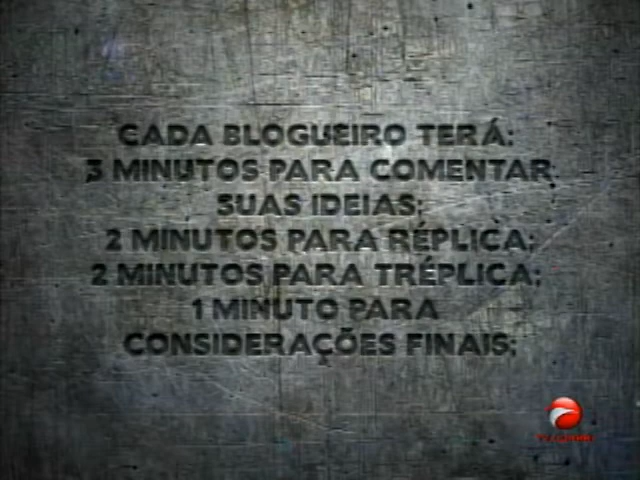 CADA BLOGUEIRO TERÁ:
3 MINUTOS PARA COMENTAR
SUAS IDEIAS;
2 MINUTOS PARA RÉPLICA;
2 MINUTOS PARA TRÉPLICA;
1 MINUTO PARA
CONSIDERAÇÕES FINAIS;
TV